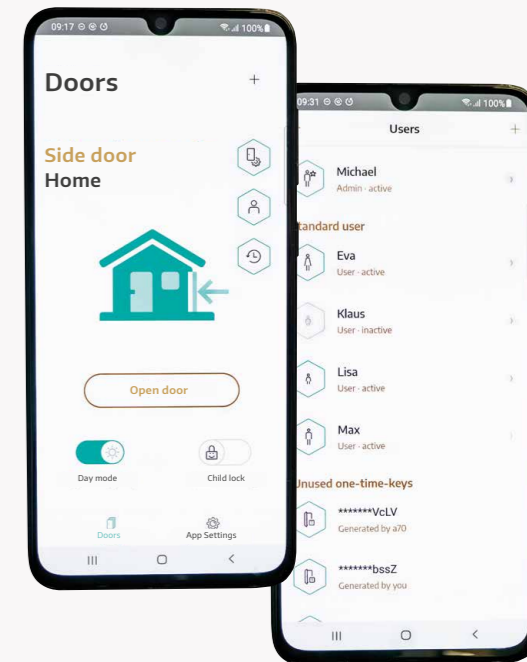 09:17
100%
Doors
+
Side door
Home
Open door
Day mode
Child lock
Doors
App Settings
09:31
100%
Users
+
Michael
Admin - active
tandard user
Eva
User - active
Klaus
User - inactive
Lisa
User - active
Max
User - active
Unused one-time-keys
*******VcLV
Generated by a70
*******bssZ
Generated by you